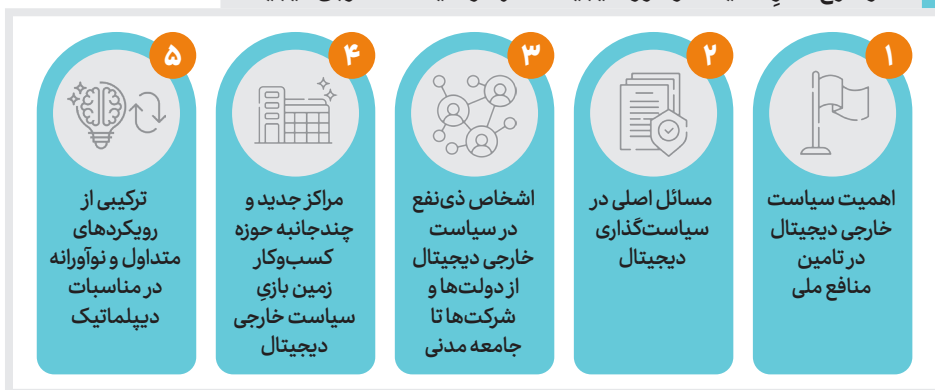 ۱
اهمیت سیاست
خارجی دیجیتال
در تامین
منافع ملی
۲
مسائل اصلی در
سیاست‌گذاری
دیجیتال
۳
اشخاص ذی‌نفع
در سیاست
خارجی دیجیتال
از دولت‌ها و
شرکت‌ها تا
جامعه مدنی
۴
مراکز جدید و
چندجانبه حوزه
کسب‌وکار
زمین بازیِ
سیاست خارجی
دیجیتال
۵
ترکیبی از
رویکردهای
متداول و نوآورانه
در مناسبات
دیپلماتیک